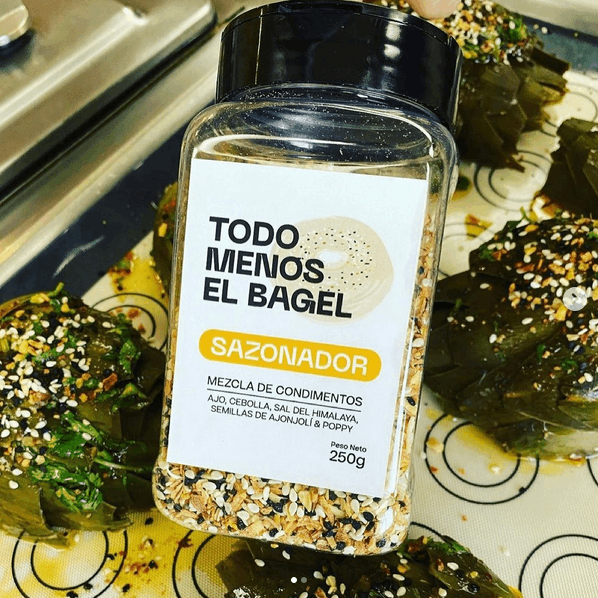 TODO
MENOS
EL BAGEL
SAZONADOR
MEZCLA DE CONDIMENTOS
AJO, CEBOLLA, SAL DEL HIMALAYA,
SEMILLAS DE AJONJOLÍ & POPPY
Peso Neto
250g